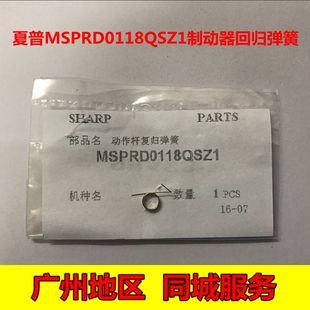 夏普MSPRD0118QSZ1制动器回归弹簧
SHARP PARTS
部品名 动作杆复归弹簧
MSPRD0118QSZ1
机种名 数量 1 PCS
16-07
广州地区 同城服务